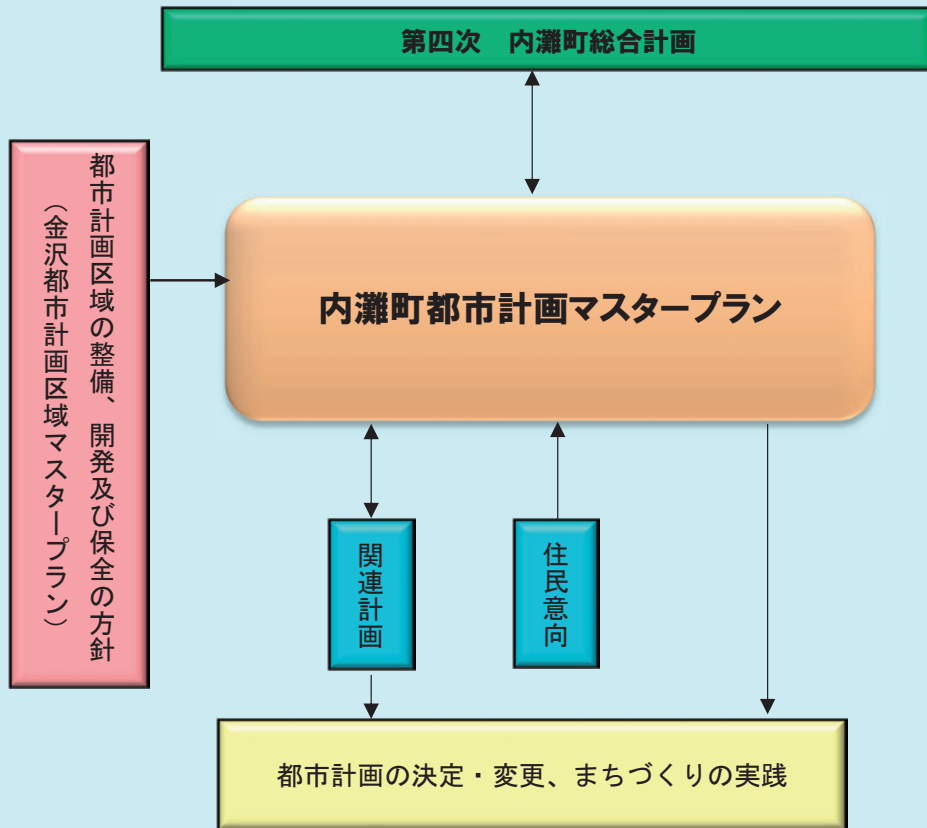 第四次　内灘町総合計画
都市計画区域の整備、開発及び保全の方針
（金沢都市計画区域マスタープラン）
内灘町都市計画マスタープラン
関連計画
住民意向
都市計画の決定・変更、まちづくりの実践